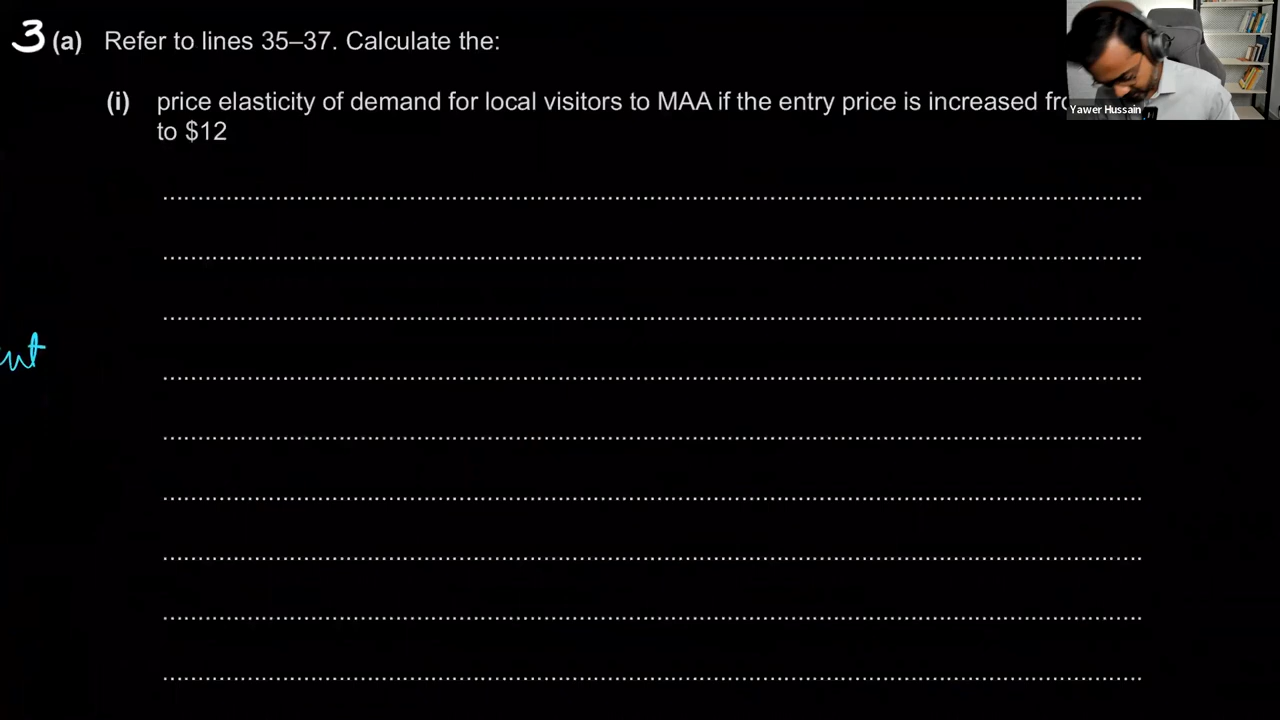 3 (a) Refer to lines 35–37. Calculate the:
(i) price elasticity of demand for local visitors to MAA if the entry price is increased
to $12
Yawer Hussain